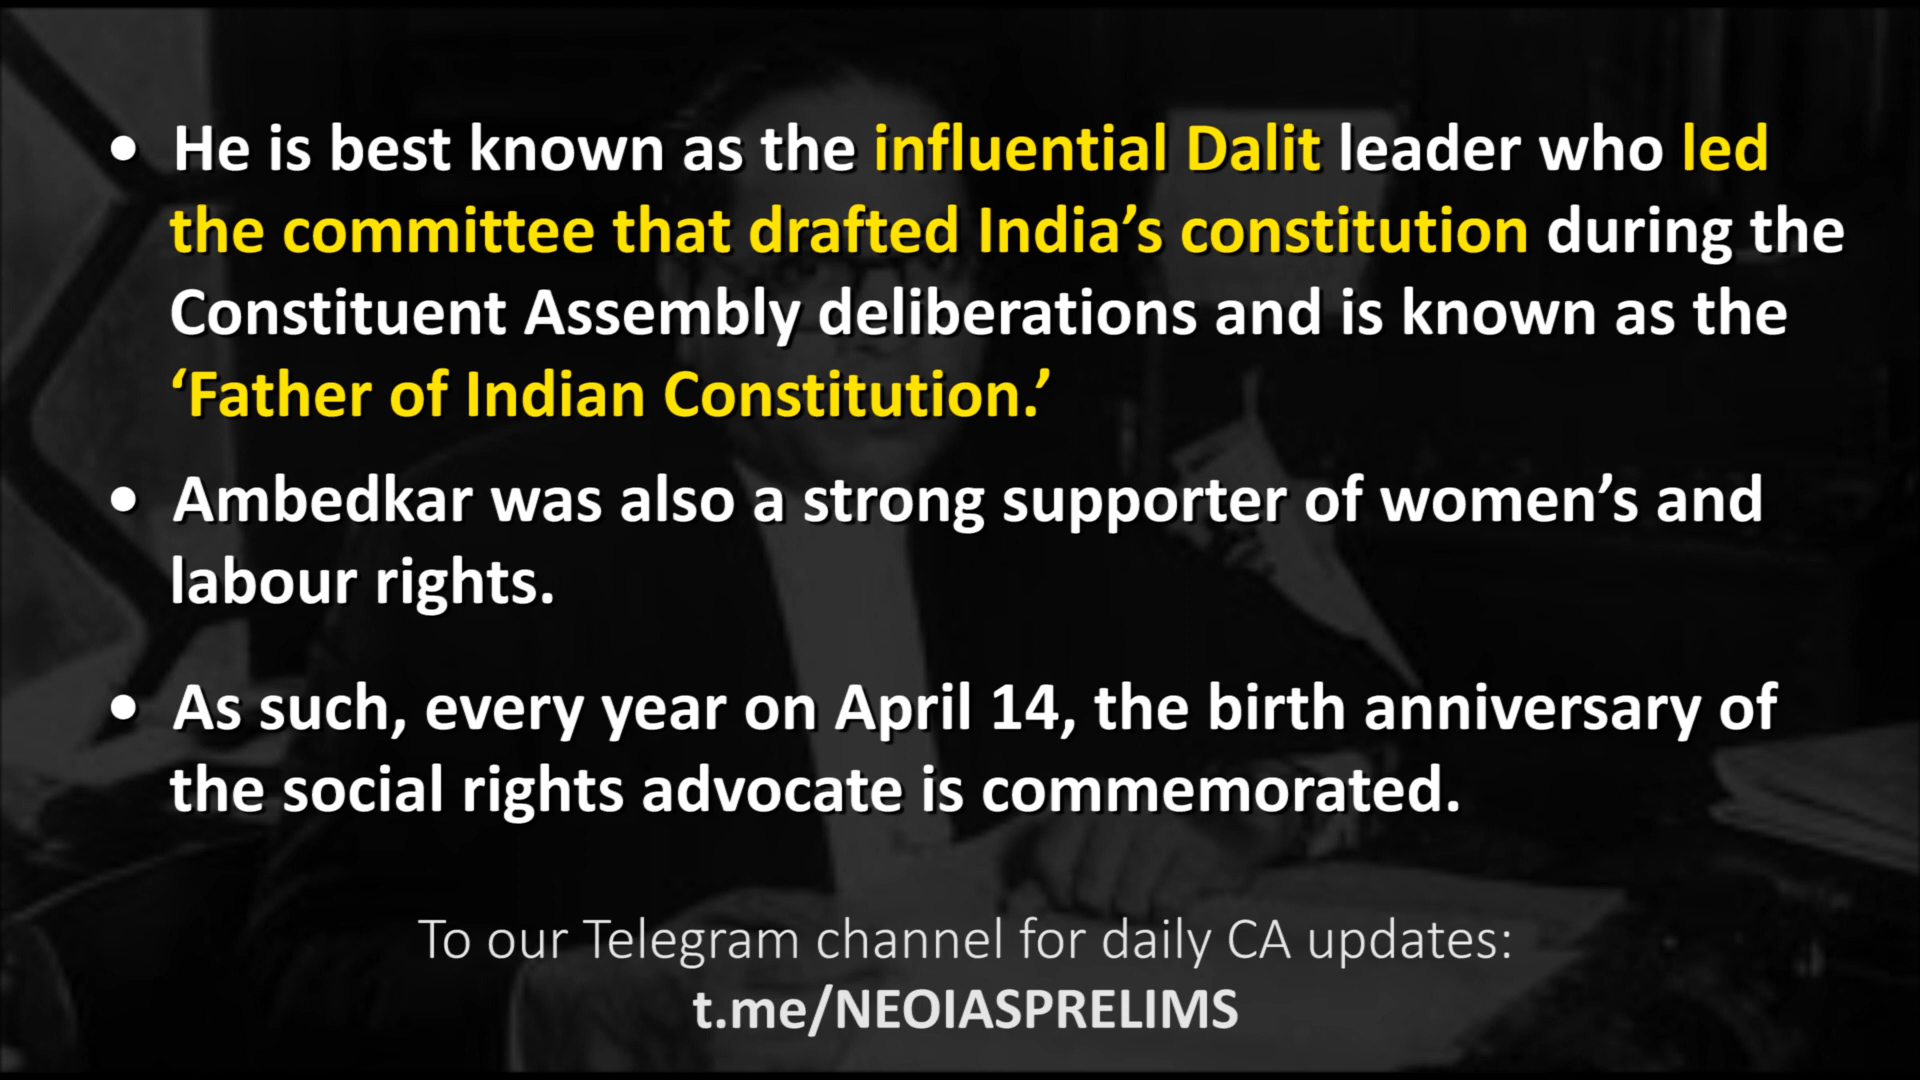 • He is best known as the influential Dalit leader who led
the committee that drafted India’s constitution during the
Constituent Assembly deliberations and is known as the
‘Father of Indian Constitution.’
• Ambedkar was also a strong supporter of women’s and
labour rights.
• As such, every year on April 14, the birth anniversary of
the social rights advocate is commemorated.
To our Telegram channel for daily CA updates:
t.me/NEOIASPRELIMS